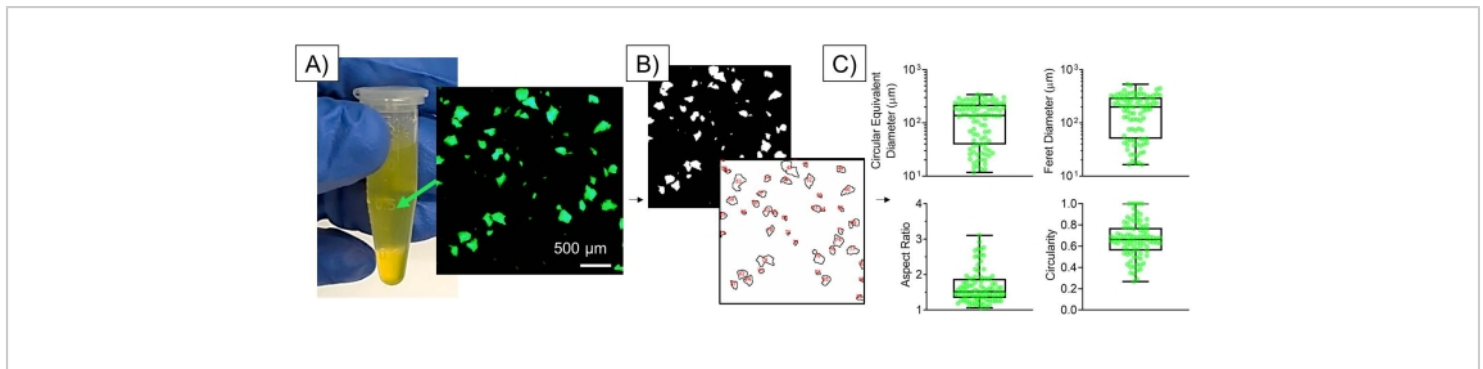 A)
500 μm
B)
C)
Circular Equivalent
Diameter (μm)
10³
10²
10¹
Feret Diameter (μm)
10³
10²
10¹
Aspect Ratio
4
3
2
1
Circularity
1.0
0.8
0.6
0.4
0.2
0.0